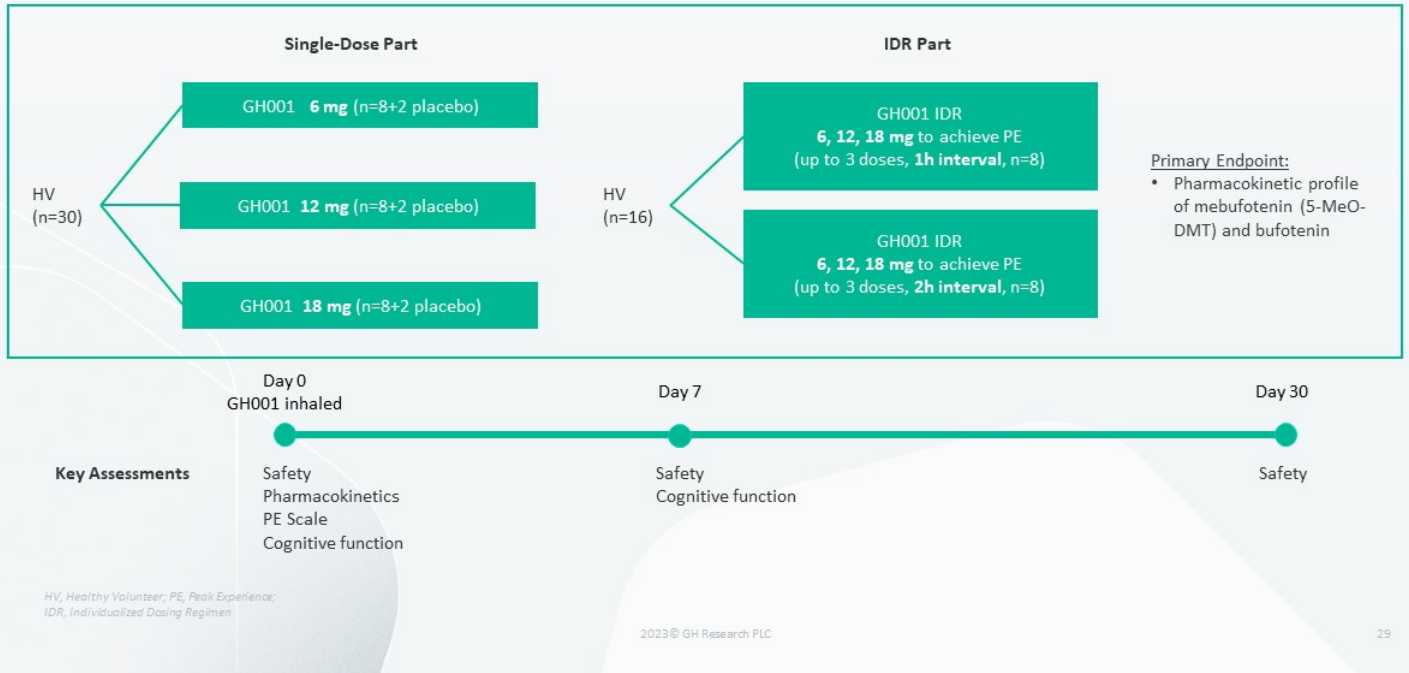 Single-Dose Part
IDR Part
HV
(n=30)
GH001 6 mg (n=8+2 placebo)
GH001 12 mg (n=8+2 placebo)
GH001 18 mg (n=8+2 placebo)
HV
(n=16)
GH001 IDR
6, 12, 18 mg to achieve PE
(up to 3 doses, 1h interval, n=8)
GH001 IDR
6, 12, 18 mg to achieve PE
(up to 3 doses, 2h interval, n=8)
Primary Endpoint:
• Pharmacokinetic profile
of mebufotenin (5-MeO-
DMT) and bufotenin
Day 0
GH001 inhaled
Day 7
Day 30
Key Assessments
Safety
Pharmacokinetics
PE Scale
Cognitive function
Safety
Cognitive function
Safety
HV, Healthy Volunteer; PE, Peak Experience;
IDR, Individualized Dosing Regimen
2023© GH Research PLC
29